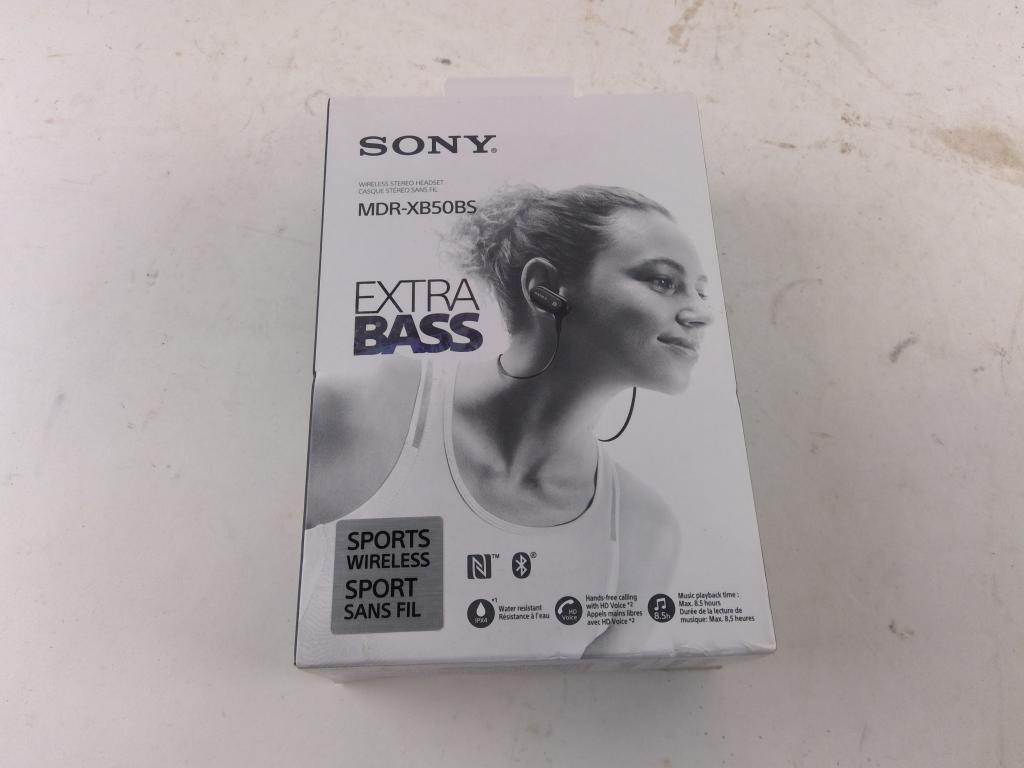 SONY®
WIRELESS STEREO HEADSET
CASQUE STÉRÉO SANS FIL
MDR-XB50BS
EXTRA
BASS
SPORTS
WIRELESS
SPORT
SANS FIL
N™
®
*1
IPX4
Water resistant
Résistance à l'eau
HD
Voice
Hands-free calling
with HD Voice *2
Appels mains libres
avec HD Voice *2
8.5h
Music playback time :
Max. 8.5 hours
Durée de la lecture de
musique: Max. 8,5 heures